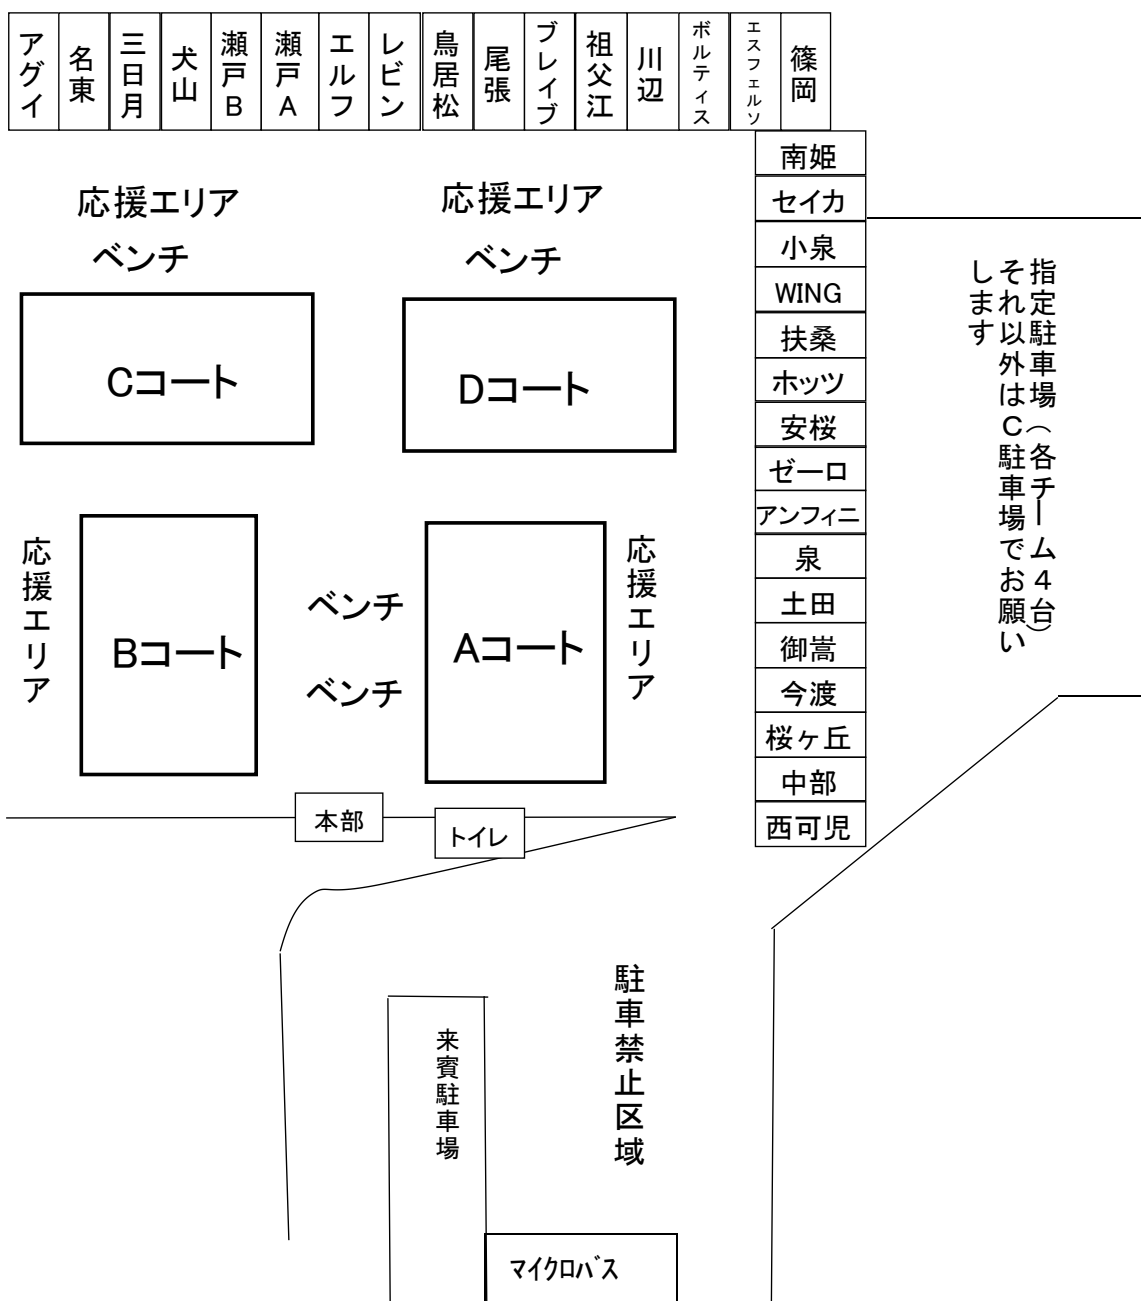 アグイ
名東
三日月
犬山
瀬戸B
瀬戸A
エルフ
レビン
鳥居松
尾張
ブレイブ
祖父江
川辺
ボルティス
エスフェルソ
篠岡
南姫
セイカ
小泉
WING
扶桑
ホッツ
安桜
ゼーロ
アンフィニ
泉
土田
御嵩
今渡
桜ヶ丘
中部
西可児
応援エリア
ベンチ
応援エリア
ベンチ
Cコート
Dコート
指定駐車場（各チーム４台）
それ以外はC駐車場でお願い
します
応援エリア
Bコート
ベンチ
ベンチ
Aコート
応援エリア
本部
トイレ
来賓駐車場
駐車禁止区域
マイクロバス